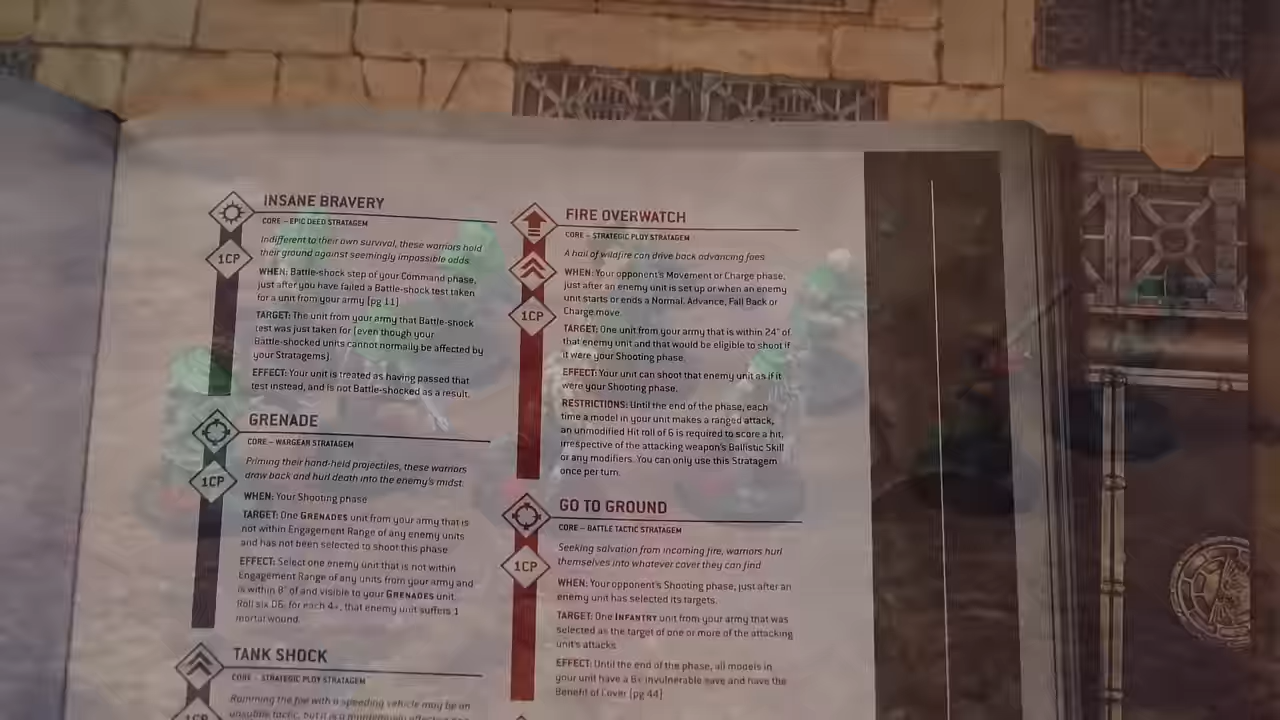 INSANE BRAVERY
CORE – EPIC DEED STRATAGEM
Indifferent to their own survival, these warriors hold
their ground against seemingly impossible odds.
1CP
WHEN: Battle-shock step of your Command phase,
just after you have failed a Battle-shock test taken
for a unit from your army [pg 11]
TARGET: The unit from your army that Battle-shock
test was just taken for [even though your
Battle-shocked units cannot normally be affected by
your Stratagems].
EFFECT: Your unit is treated as having passed that
test instead, and is not Battle-shocked as a result.
GRENADE
CORE – WARGEAR STRATAGEM
Priming their hand-held projectiles, these warriors
draw back and hurl death into the enemy's midst.
1CP
WHEN: Your Shooting phase
TARGET: One GRENADES unit from your army that is
not within Engagement Range of any enemy units
and has not been selected to shoot this phase
EFFECT: Select one enemy unit that is not within
Engagement Range of any units from your army and
is within 8" of and visible to your GRENADES unit.
Roll six D6: for each 4+, that enemy unit suffers 1
mortal wound.
TANK SHOCK
CORE – STRATEGIC PLOY STRATAGEM
Ramming the foe with a speeding vehicle may be an
unsubtle tactic, but it is a
1CP
FIRE OVERWATCH
CORE – STRATEGIC PLOY STRATAGEM
A hail of wildfire can drive back advancing foes
1CP
WHEN: Your opponent's Movement or Charge phase,
just after an enemy unit is set up or when an enemy
unit starts or ends a Normal, Advance, Fall Back or
Charge move.
TARGET: One unit from your army that is within 24" of
that enemy unit and that would be eligible to shoot if
it were your Shooting phase.
EFFECT: Your unit can shoot that enemy unit as if it
were your Shooting phase.
RESTRICTIONS: Until the end of the phase, each
time a model in your unit makes a ranged attack,
an unmodified Hit roll of 6 is required to score a hit,
irrespective of the attacking weapon's Ballistic Skill
or any modifiers. You can only use this Stratagem
once per turn.
GO TO GROUND
CORE – BATTLE TACTIC STRATAGEM
Seeking salvation from incoming fire, warriors hurl
themselves into whatever cover they can find
1CP
WHEN: Your opponent's Shooting phase, just after an
enemy unit has selected its targets.
TARGET: One INFANTRY unit from your army that was
selected as the target of one or more of the attacking
unit's attacks
EFFECT: Until the end of the phase, all models in
your unit have a 6+ invulnerable save and have the
Benefit of Cover [pg 44]